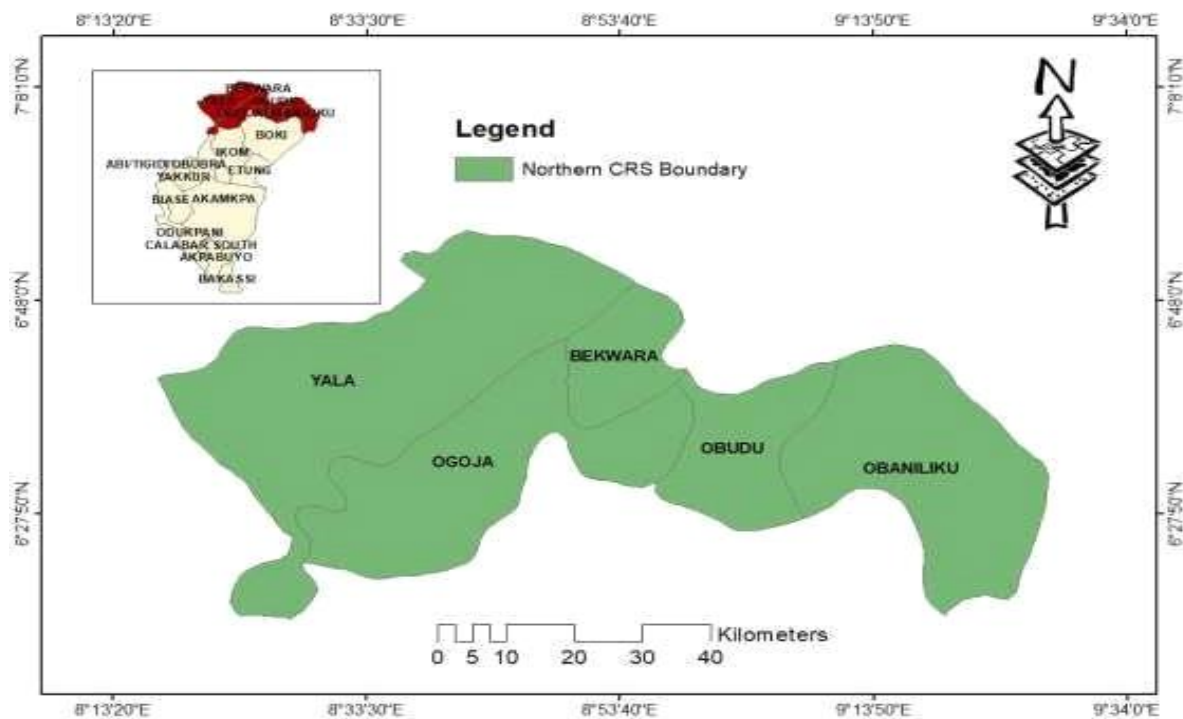 8°13'20"E 8°33'30"E 8°53'40"E 9°13'50"E 9°34'0"E
7°8'10"N
7°8'10"N
N
BEKWARA
BOKI
IKOM
ETUNG
YAKKUR
BIASE AKAMKPA
ODUKPANI
CALABAR SOUTH
AKPABUYO
BAKASSI
Legend
Northern CRS Boundary
6°48'0"N
6°48'0"N
BEKWARA
YALA
OGOJA
OBUDU
OBANILIKU
6°27'50"N
6°27'50"N
Kilometers
0 5 10 20 30 40
8°13'20"E 8°33'30"E 8°53'40"E 9°13'50"E 9°34'0"E